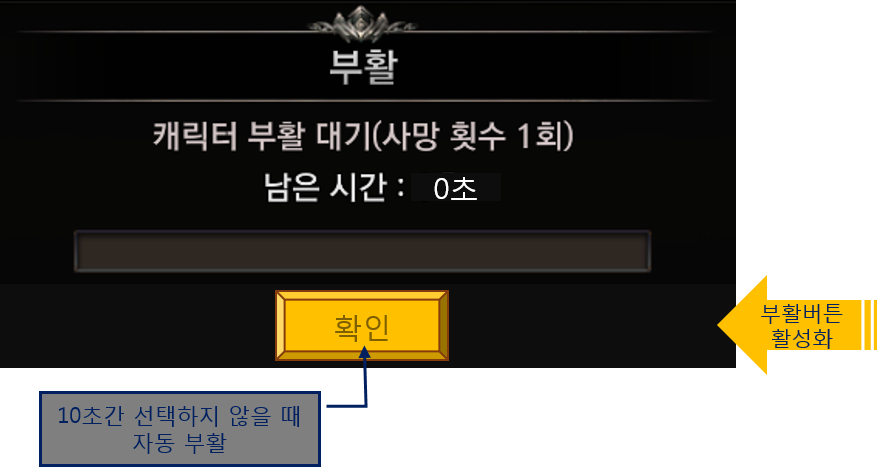 부활
캐릭터 부활 대기(사망 횟수 1회)
남은 시간 : 0초
확인
부활버튼
활성화
10초간 선택하지 않을 때
자동 부활